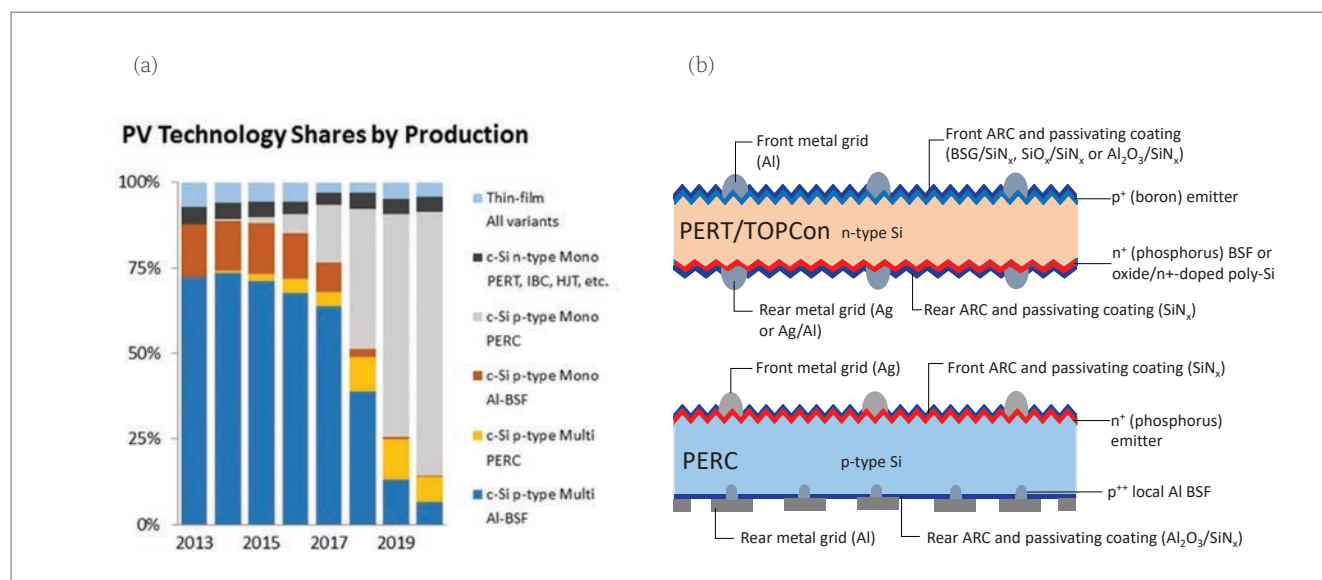 (a)
PV Technology Shares by Production
100%
75%
50%
25%
0%
2013
2015
2017
2019
Thin-film
All variants
c-Si n-type Mono
PERT, IBC, HJT, etc.
c-Si p-type Mono
PERC
c-Si p-type Mono
Al-BSF
c-Si p-type Multi
PERC
c-Si p-type Multi
Al-BSF
(b)
Front metal grid
(Al)
Front ARC and passivating coating
(BSG/SiNₓ, SiOₓ/SiNₓ or Al₂O₃/SiNₓ)
p⁺ (boron) emitter
PERT/TOPCon
n-type Si
n⁺ (phosphorus) BSF or
oxide/n+-doped poly-Si
Rear metal grid (Ag
or Ag/Al)
Rear ARC and passivating coating (SiNₓ)
Front metal grid (Ag)
Front ARC and passivating coating (SiNₓ)
n⁺ (phosphorus)
emitter
PERC
p-type Si
p⁺⁺ local Al BSF
Rear metal grid (Al)
Rear ARC and passivating coating (Al₂O₃/SiNₓ)